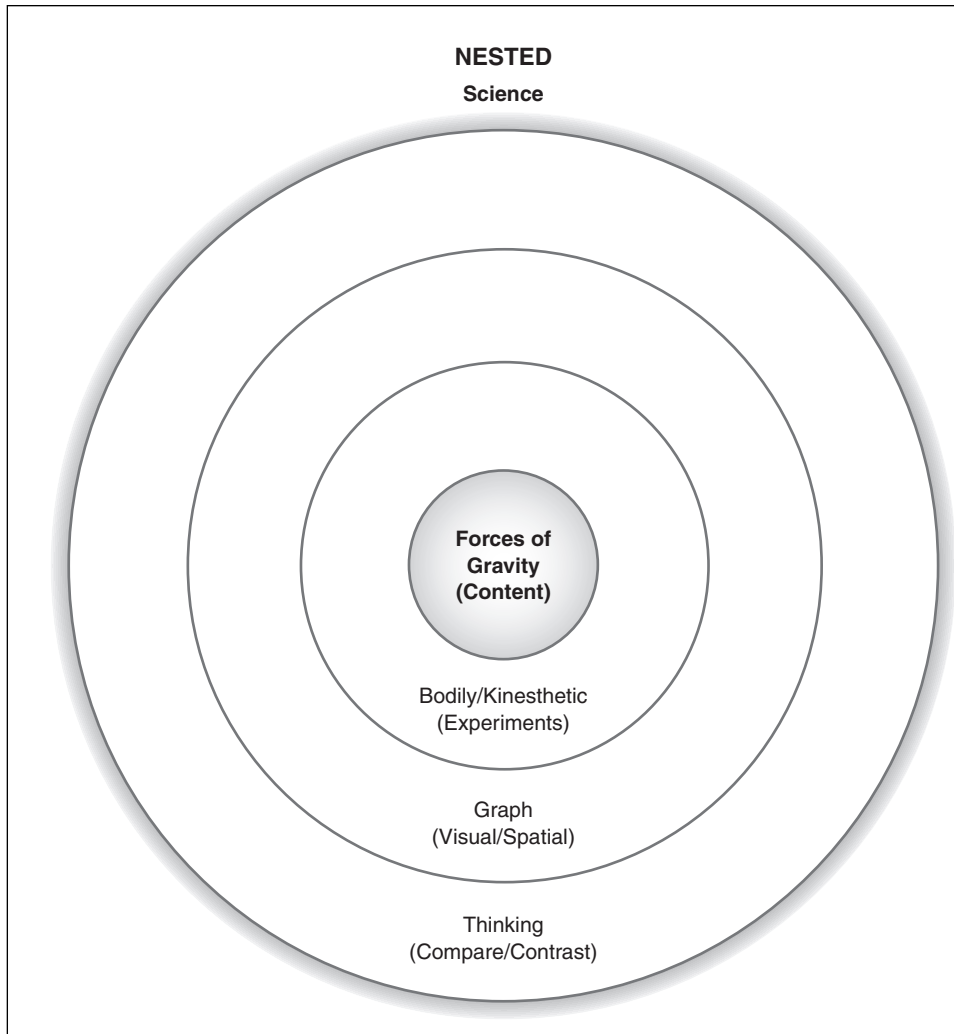 NESTED
Science
Forces of
Gravity
(Content)
Bodily/Kinesthetic
(Experiments)
Graph
(Visual/Spatial)
Thinking
(Compare/Contrast)